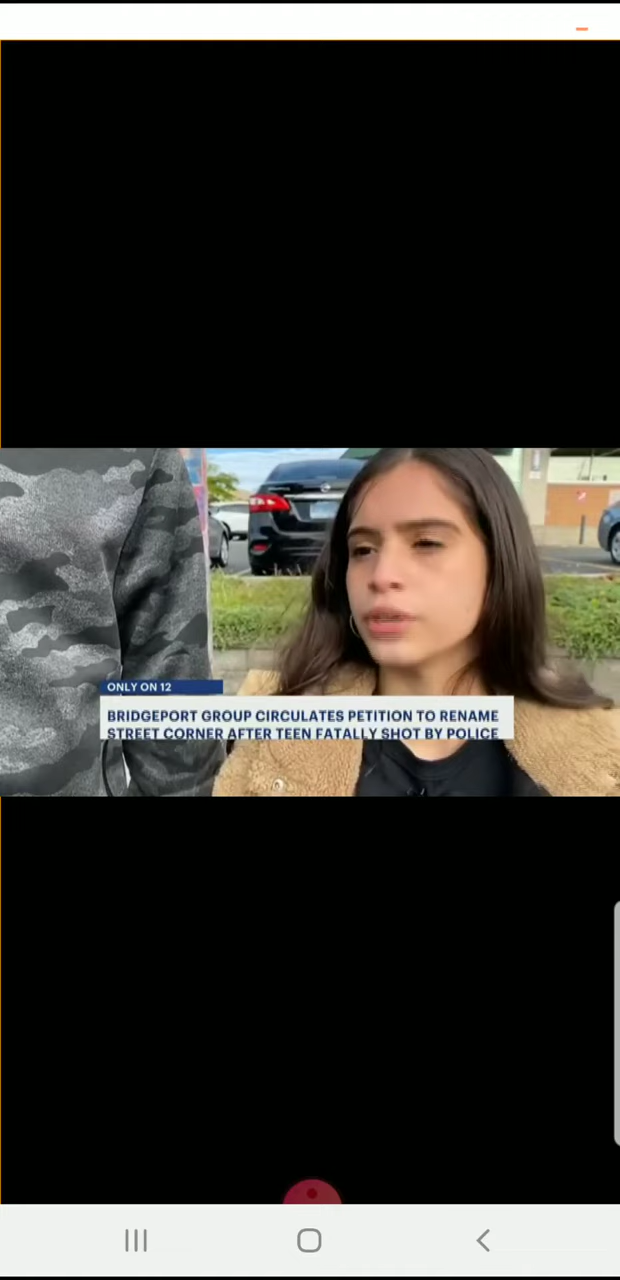 ONLY ON 12
BRIDGEPORT GROUP CIRCULATES PETITION TO RENAME
STREET CORNER AFTER TEEN FATALLY SHOT BY POLICE